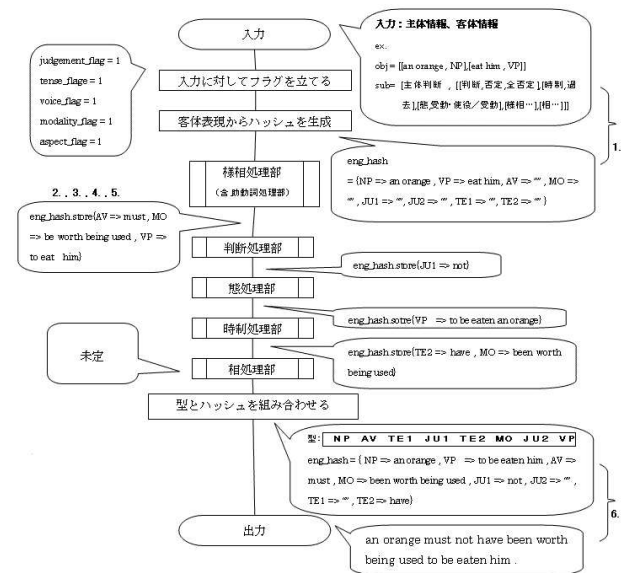 入力
入力：主体情報、客体情報
ex.
obj = [[an orange , NP],[eat him , VP]]
sub= [主体判断 , [[判断,否定,全否定],[時制,過
去],[態,受動・使役／受動],[様相…],[相…]]]
judgement_flag = 1
tense_flage = 1
voice_flag = 1
modality_flag = 1
aspect_flag = 1
入力に対してフラグを立てる
客体表現からハッシュを生成
1.
eng_hash
= {NP => an orange , VP => eat him, AV => "" , MO =>
"", JU1 => "", JU2 => "" , TE1 => "", TE2 => "" }
様相処理部
（含 助動詞処理部）
2. , 3. , 4. , 5.
eng_hash.store{AV => must, MO
=> be worth being used , VP =>
to eat him}
判断処理部
eng_hash.store{JU1 => not}
態処理部
eng_hash.sotre{VP => to be eaten an orange}
時制処理部
eng_hash.store{TE2 => have , MO => been worth
being used}
未定
相処理部
型とハッシュを組み合わせる
型: NP AV TE1 JU1 TE2 MO JU2 VP
eng_hash = { NP => an orange , VP => to be eaten him , AV =>
must , MO => been worth being used , JU1 => not , JU2 => "" ,
TE1 => "" , TE2 => have}
6.
出力
an orange must not have been worth
being used to be eaten him .